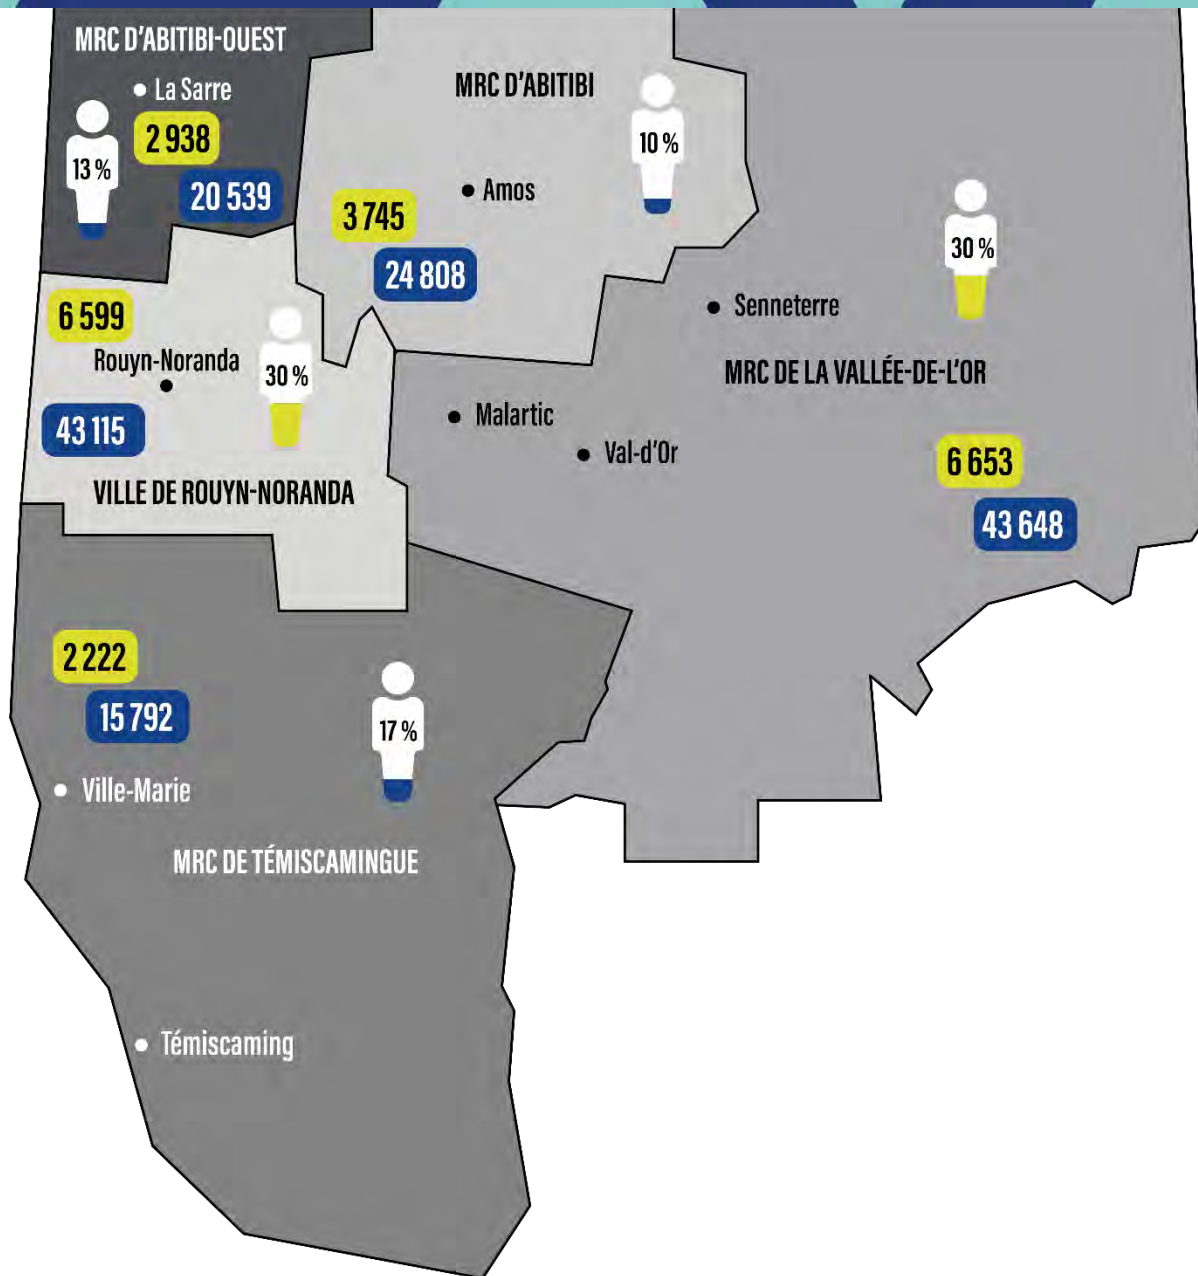 MRC D'ABITIBI-OUEST
La Sarre
2 938
13 %
20 539
MRC D'ABITIBI
10 %
Amos
3 745
24 808
30 %
Senneterre
MRC DE LA VALLÉE-DE-L'OR
Malartic
Val-d'Or
6 653
43 648
6 599
Rouyn-Noranda
30 %
43 115
VILLE DE ROUYN-NORANDA
2 222
15 792
17 %
Ville-Marie
MRC DE TÉMISCAMINGUE
Témiscaming